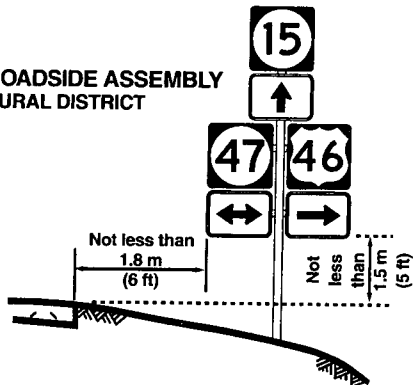 15
OADSIDE ASSEMBLY
URAL DISTRICT
47 46
Not less than
1.8 m
(6 ft)
Not
less
than
1.5 m
(5 ft)